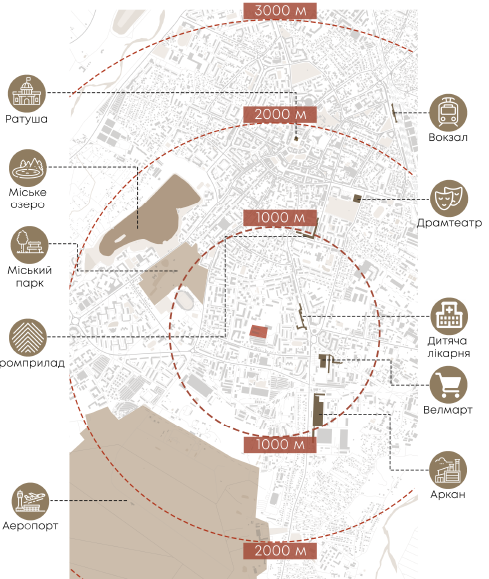 3000 м
Ратуша
2000 м
Вокзал
Міське
озеро
Драмтеатр
1000 м
Міський
парк
ромприлад
Дитяча
лікарня
Велмарт
1000 м
Аркан
Аеропорт
2000 м